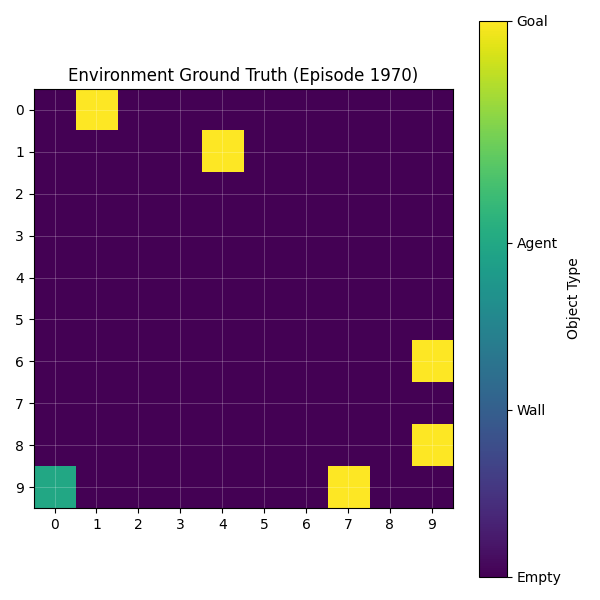 Environment Ground Truth (Episode 1970)
0
1
2
3
4
5
6
7
8
9
0 1 2 3 4 5 6 7 8 9
Goal
Agent
Wall
Empty
Object Type